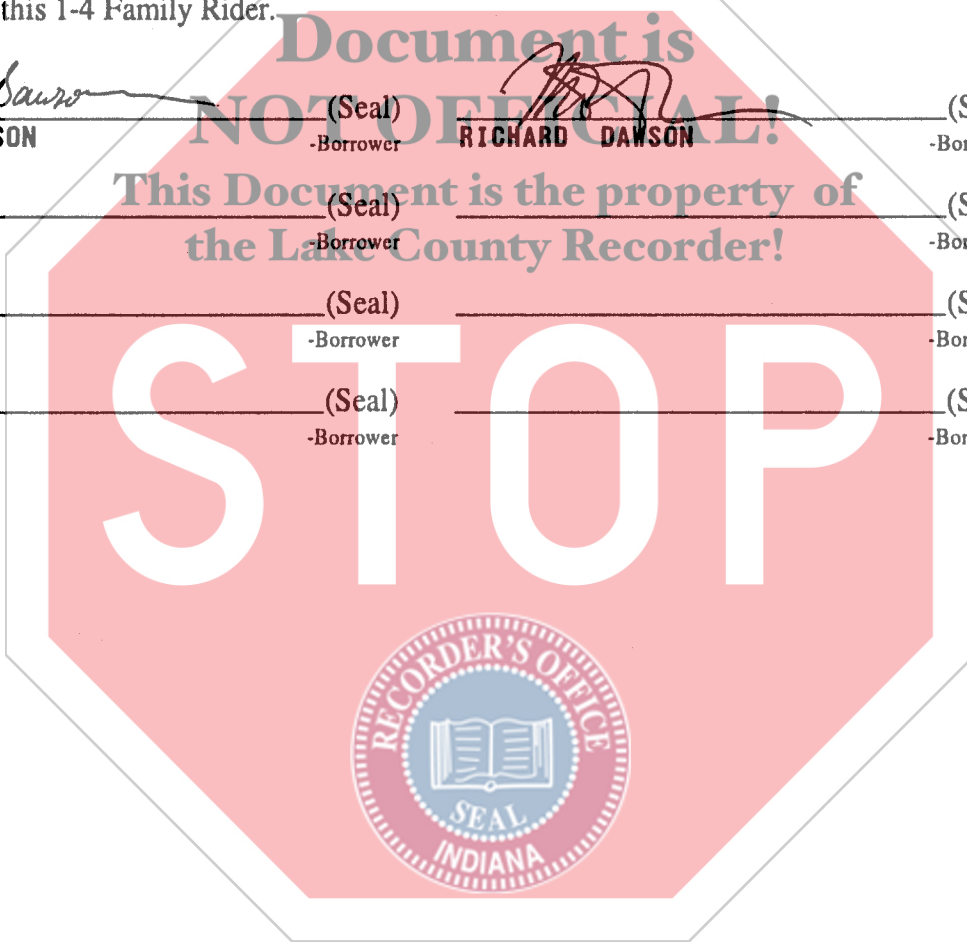 this 1-4 Family Rider.
Document is
NOT OFFICIAL!
This Document is the property of
the Lake County Recorder!
Dawson (Seal) (S
SON -Borrower RICHARD DAWSON -Bor
(Seal) (S
-Borrower -Bor
(Seal) (S
-Borrower -Bor
(Seal) (S
-Borrower -Bor
STOP
RECORDER'S OFFICE
SEAL
INDIANA